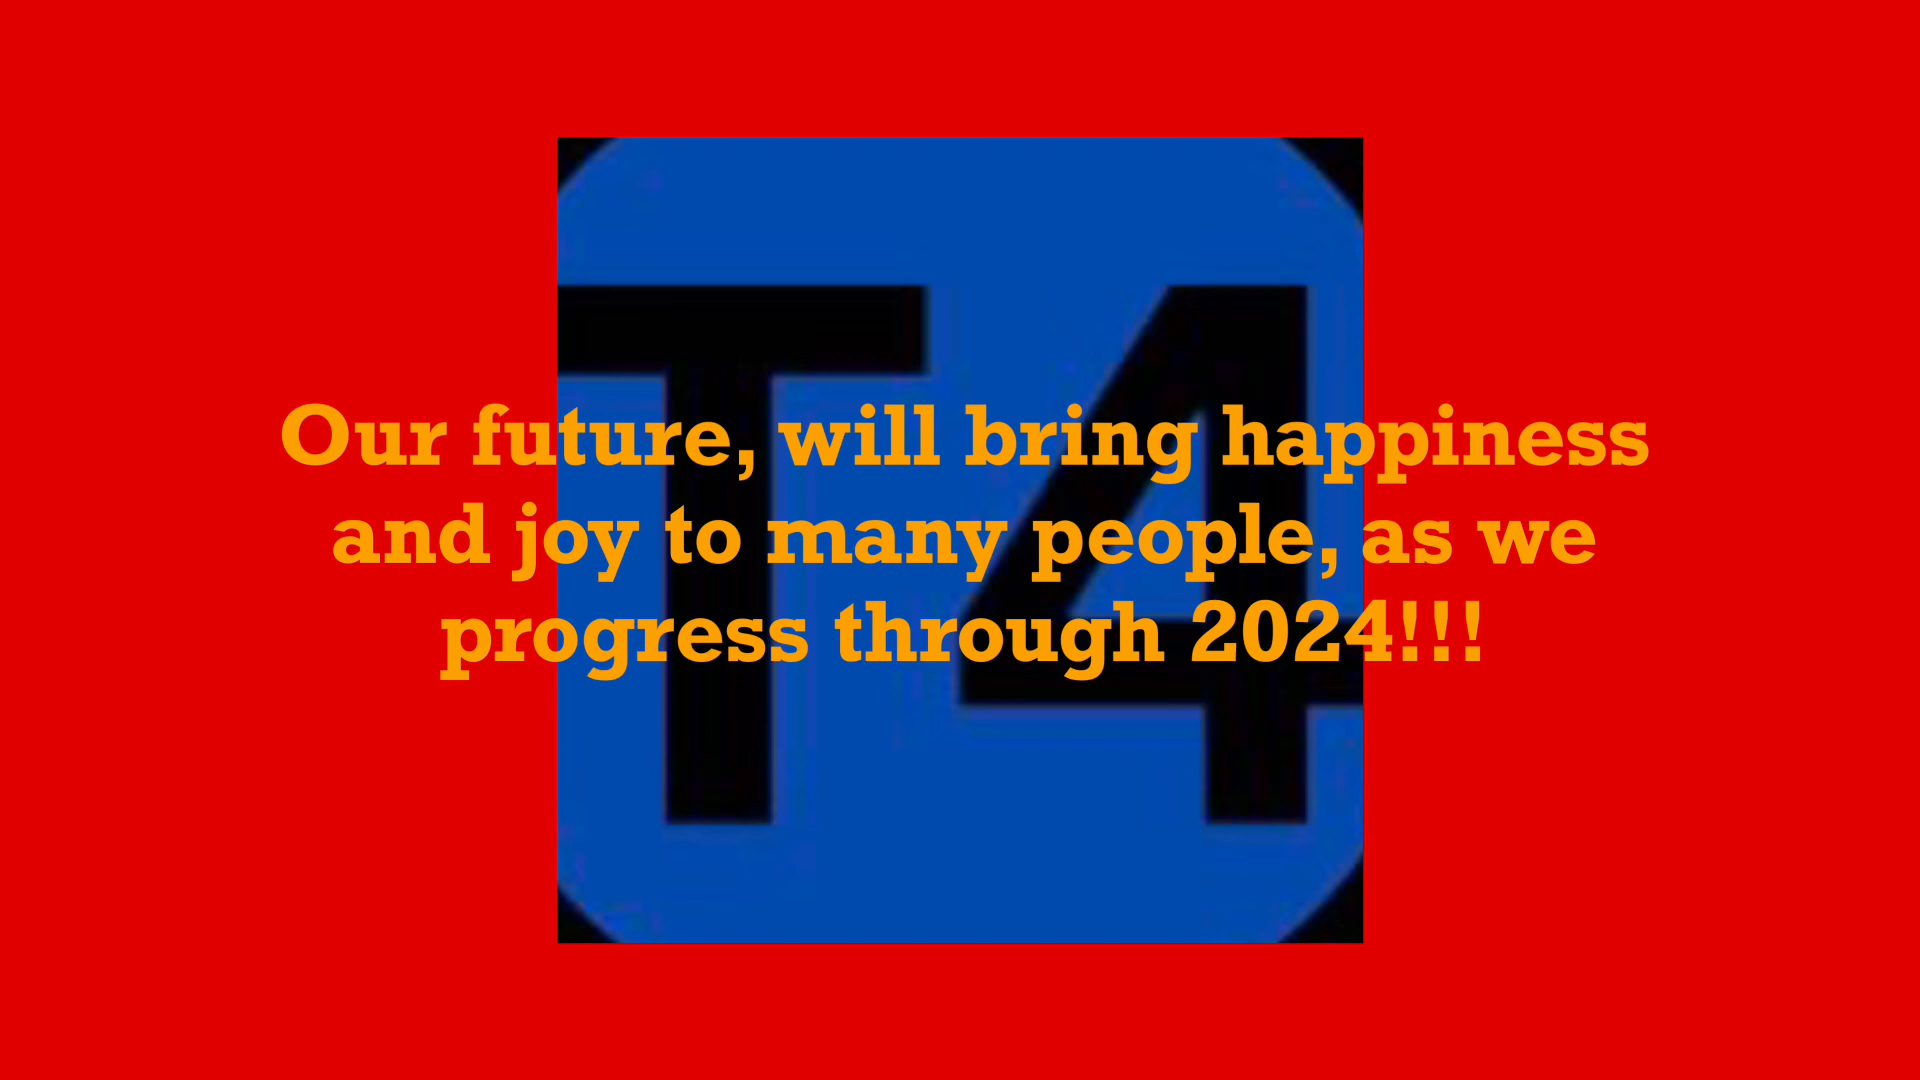 T4
Our future, will bring happiness
and joy to many people, as we
progress through 2024!!!